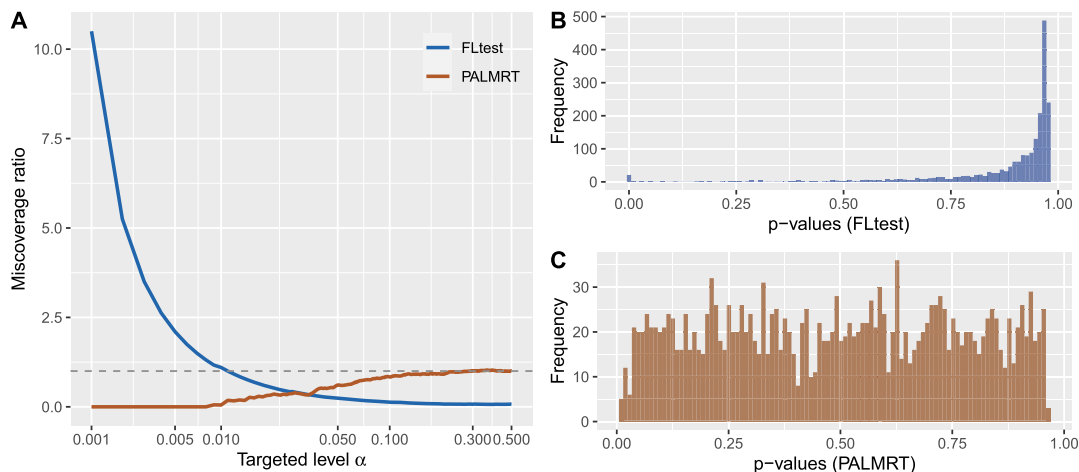 A
Miscoverage ratio
10.0
7.5
5.0
2.5
0.0
FLtest
PALMRT
0.001
0.005
0.010
0.050
0.100
0.300
0.500
Targeted level α
B
Frequency
500
400
300
200
100
0
0.00
0.25
0.50
0.75
1.00
p−values (FLtest)
C
Frequency
30
20
10
0
0.00
0.25
0.50
0.75
1.00
p−values (PALMRT)